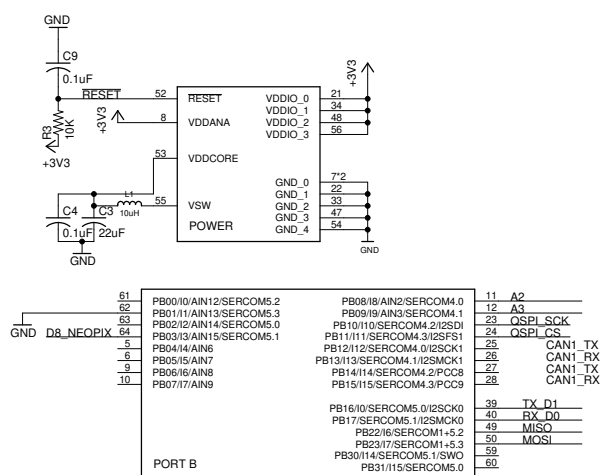 GND
C9
0.1uF
RESET
R3
10K
+3V3
+3V3
52
8
53
55
RESET
VDDANA
VDDCORE
VSW
POWER
VDDIO_0
VDDIO_1
VDDIO_2
VDDIO_3
GND_0
GND_1
GND_2
GND_3
GND_4
21
34
48
56
7*2
22
33
47
54
+3V3
GND
L1
10uH
C4
0.1uF
C3
22uF
GND
GND
D8_NEOPIX
61
62
63
64
5
6
9
10
PB00/I0/AIN12/SERCOM5.2
PB01/I1/AIN13/SERCOM5.3
PB02/I2/AIN14/SERCOM5.0
PB03/I3/AIN15/SERCOM5.1
PB04/I4/AIN6
PB05/I5/AIN7
PB06/I6/AIN8
PB07/I7/AIN9
PORT B
PB08/I8/AIN2/SERCOM4.0 11 A2
PB09/I9/AIN3/SERCOM4.1 12 A3
PB10/I10/SERCOM4.2/I2SDI 23 QSPI_SCK
PB11/I11/SERCOM4.3/I2SFS1 24 QSPI_CS
PB12/I12/SERCOM4.0/I2SCK1 25 CAN1_TX
PB13/I13/SERCOM4.1/I2SMCK1 26 CAN1_RX
PB14/I14/SERCOM4.2/PCC8 27 CAN1_TX
PB15/I15/SERCOM4.3/PCC9 28 CAN1_RX
PB16/I0/SERCOM5.0/I2SCK0 39 TX_D1
PB17/I1/SERCOM5.1/I2SMCK0 40 RX_D0
PB22/I6/SERCOM1+5.2 49 MISO
PB23/I7/SERCOM1+5.3 50 MOSI
PB30/I14/SERCOM5.1/SWO 59
PB31/I15/SERCOM5.0 60